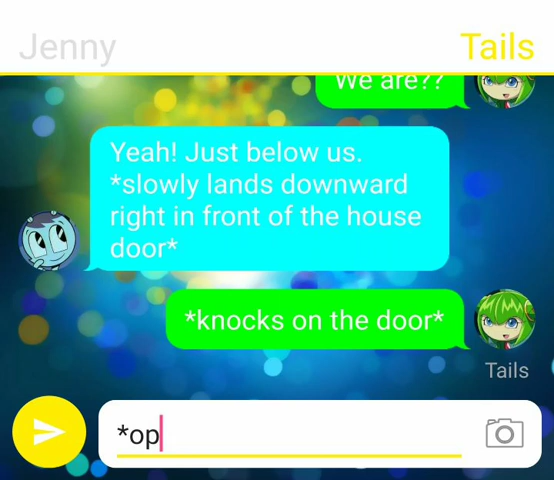 Jenny
Tails
We are??
Yeah! Just below us.
*slowly lands downward
right in front of the house
door*
*knocks on the door*
Tails
*op